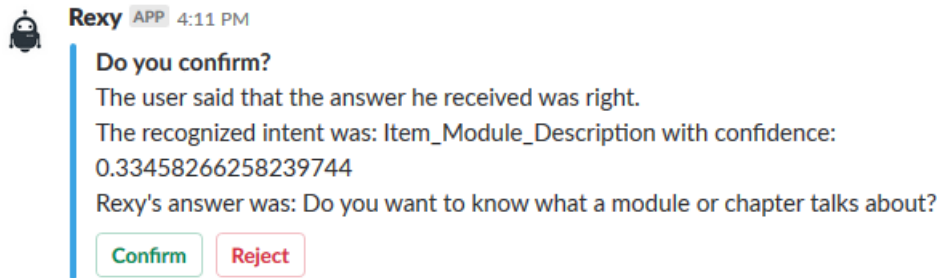 Rexy APP 4:11 PM
Do you confirm?
The user said that the answer he received was right.
The recognized intent was: Item_Module_Description with confidence:
0.33458266258239744
Rexy's answer was: Do you want to know what a module or chapter talks about?
Confirm Reject